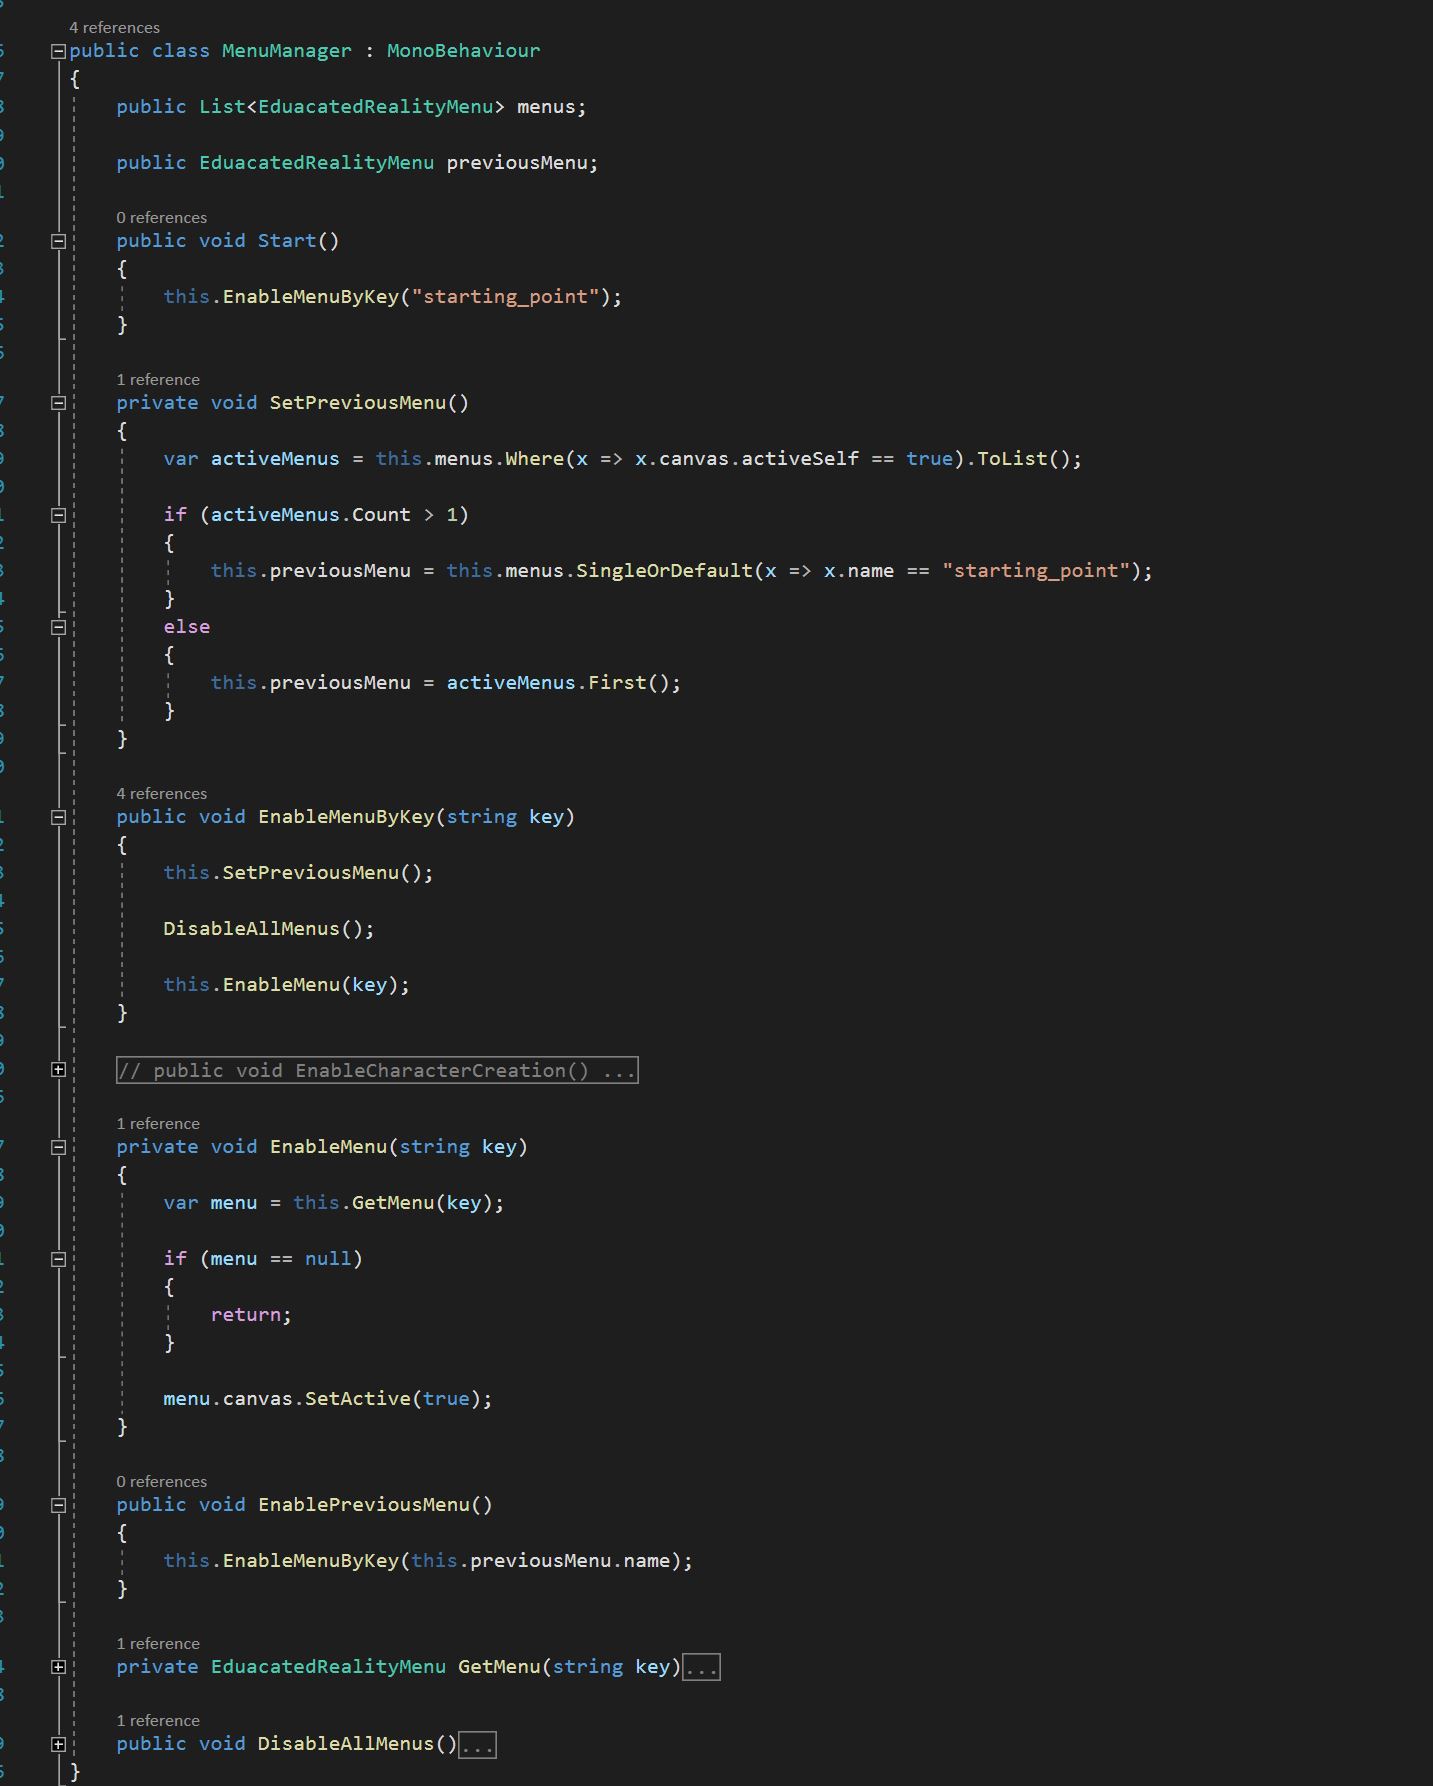 4 references
public class MenuManager : MonoBehaviour
{
public List<EduacatedRealityMenu> menus;
public EduacatedRealityMenu previousMenu;
0 references
public void Start()
{
this.EnableMenuByKey("starting_point");
}
1 reference
private void SetPreviousMenu()
{
var activeMenus = this.menus.Where(x => x.canvas.activeSelf == true).ToList();
if (activeMenus.Count > 1)
{
this.previousMenu = this.menus.SingleOrDefault(x => x.name == "starting_point");
}
else
{
this.previousMenu = activeMenus.First();
}
}
4 references
public void EnableMenuByKey(string key)
{
this.SetPreviousMenu();
DisableAllMenus();
this.EnableMenu(key);
}
// public void EnableCharacterCreation() ...
1 reference
private void EnableMenu(string key)
{
var menu = this.GetMenu(key);
if (menu == null)
{
return;
}
menu.canvas.SetActive(true);
}
0 references
public void EnablePreviousMenu()
{
this.EnableMenuByKey(this.previousMenu.name);
}
1 reference
private EduacatedRealityMenu GetMenu(string key)...
1 reference
public void DisableAllMenus()...
}